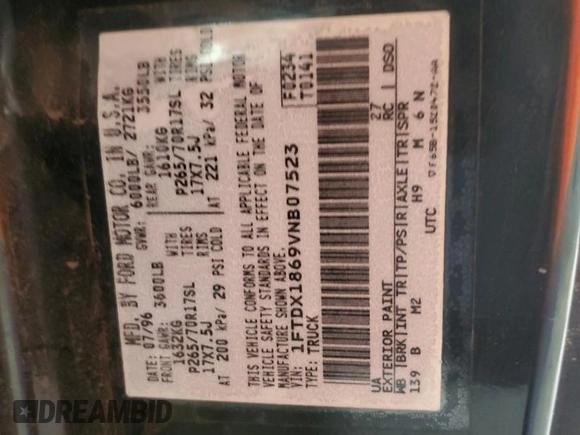 MFD. BY FORD MOTOR CO. IN U.S.A.
DATE: 07/96 GVWR: 6000LB/ 2721KG
FRONT GAWR: 3600LB REAR GAWR: 3550LB
1632KG WITH 1610KG WITH
P265/70R17SL TIRES P265/70R17SL TIRES
17X7.5J RIMS 17X7.5J RIMS
AT 200 kPa/ 29 PSI COLD AT 221 kPa/ 32 PSI COLD
THIS VEHICLE CONFORMS TO ALL APPLICABLE FEDERAL MOTOR
VEHICLE SAFETY STANDARDS IN EFFECT ON THE DATE OF
MANUFACTURE SHOWN ABOVE.
VIN: 1FTDX1869VNB07523
TYPE: TRUCK
F0234
T0141
UA 27
EXTERIOR PAINT RC DSO
WB BRK INT TR TP/PS R AXLE TR SPR
139 B M2 H9 M 6 N
UTC
DREAMBID